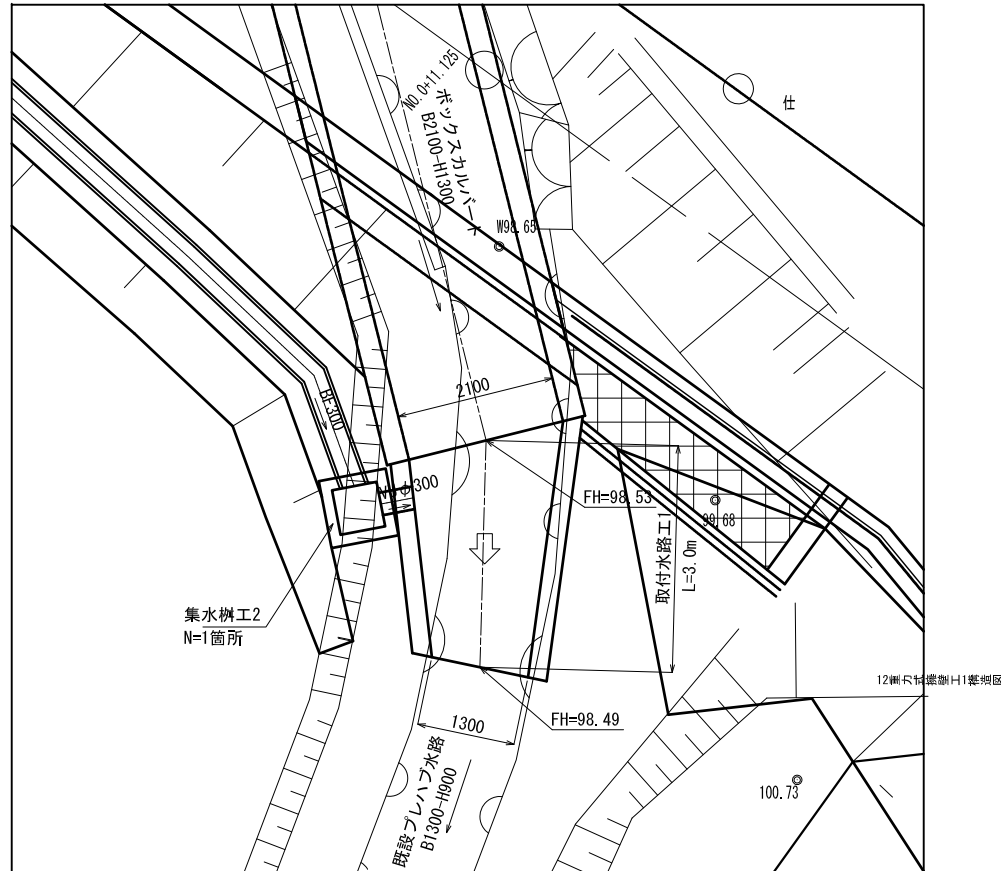 NO.0+11.125
ボックスカルバート
B2100-H1300
W98.65
仕
2100
BF300
FH=98.53
99.68
取付水路工1
L=3.0m
集水桝工2
N=1箇所
FH=98.49
1300
既設プレハブ水路
B1300-H900
100.73